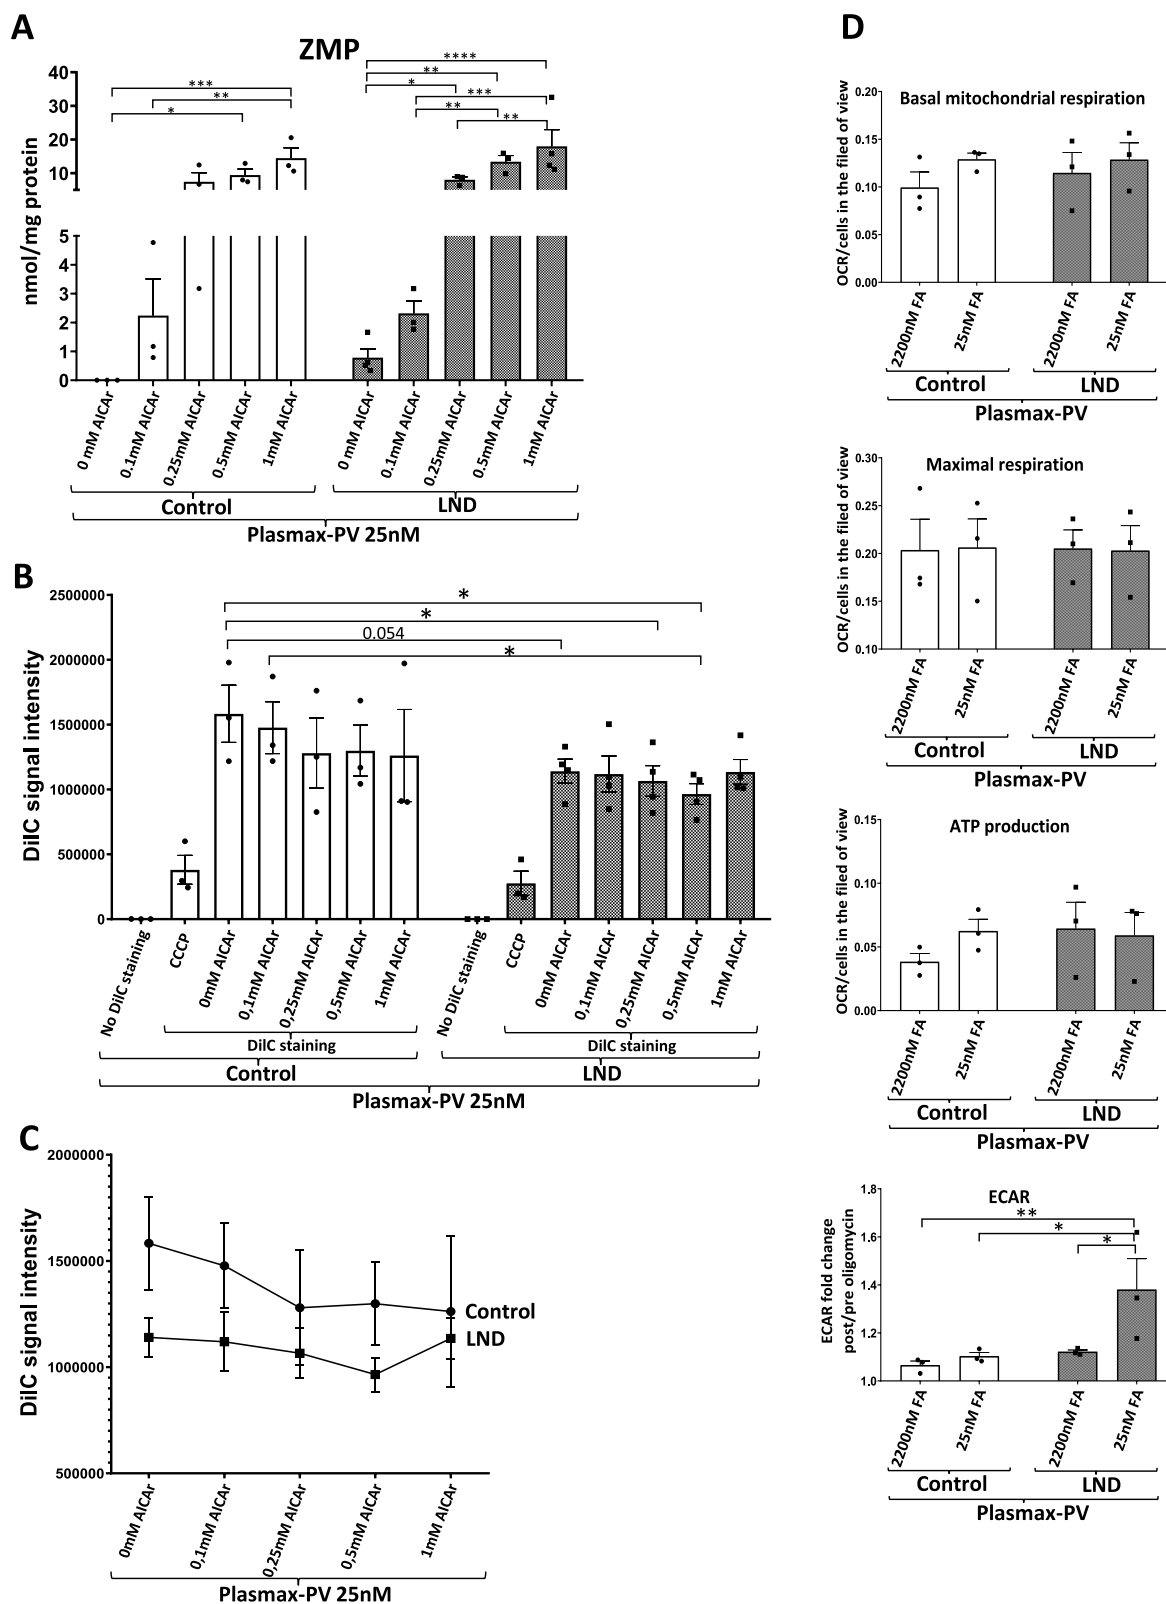 A
ZMP
nmol/mg protein
40
30
20
10
5
4
3
2
1
0
***
**
*
****
**
*
***
**
**
0 mM AICAr
0.1mM AICAr
0.25mM AICAr
0.5mM AICAr
1mM AICAr
0 mM AICAr
0.1mM AICAr
0.25mM AICAr
0.5mM AICAr
1mM AICAr
Control
LND
Plasmax-PV 25nM
B
DilC signal intensity
2500000
2000000
1500000
1000000
500000
0
*
*
0.054
*
No DilC staining
CCCP
0mM AICAr
0,1mM AICAr
0,25mM AICAr
0,5mM AICAr
1mM AICAr
No DilC staining
CCCP
0mM AICAr
0,1mM AICAr
0,25mM AICAr
0,5mM AICAr
1mM AICAr
DilC staining
DilC staining
Control
LND
Plasmax-PV 25nM
C
DilC signal intensity
2000000
1500000
1000000
500000
Control
LND
0mM AICAr
0,1mM AICAr
0,25mM AICAr
0,5mM AICAr
1mM AICAr
Plasmax-PV 25nM
D
Basal mitochondrial respiration
OCR/cells in the filed of view
0.20
0.15
0.10
0.05
0.00
2200nM FA
25nM FA
2200nM FA
25nM FA
Control
LND
Plasmax-PV
Maximal respiration
OCR/cells in the filed of view
0.30
0.25
0.20
0.15
0.10
2200nM FA
25nM FA
2200nM FA
25nM FA
Control
LND
Plasmax-PV
ATP production
OCR/cells in the filed of view
0.15
0.10
0.05
0.00
2200nM FA
25nM FA
2200nM FA
25nM FA
Control
LND
Plasmax-PV
ECAR
ECAR fold change
post/pre oligomycin
1.8
1.6
1.4
1.2
1.0
**
*
*
2200nM FA
25nM FA
2200nM FA
25nM FA
Control
LND
Plasmax-PV